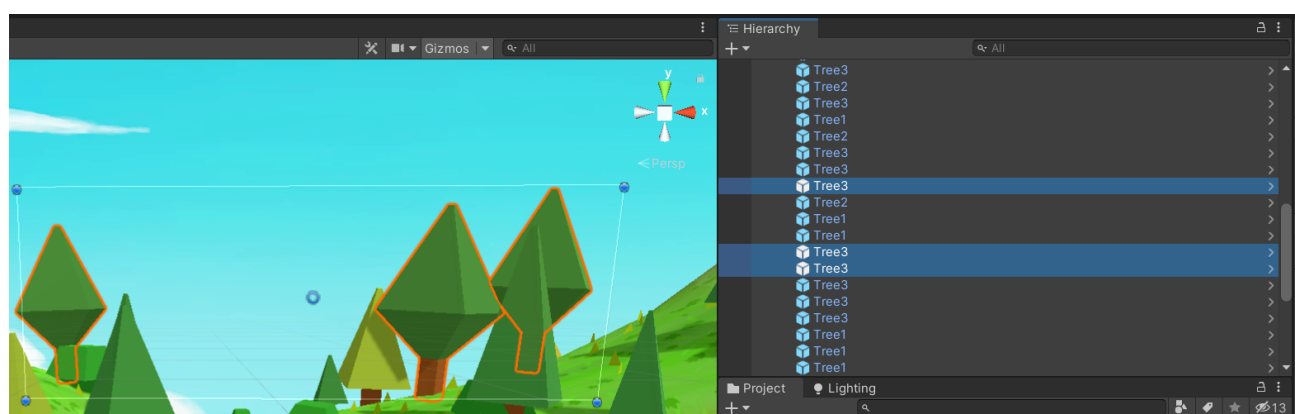 Hierarchy
Gizmos
All
All
y
x
Persp
Tree3
Tree2
Tree3
Tree1
Tree2
Tree3
Tree3
Tree3
Tree2
Tree1
Tree1
Tree3
Tree3
Tree3
Tree3
Tree3
Tree1
Tree1
Tree1
Project
Lighting
13